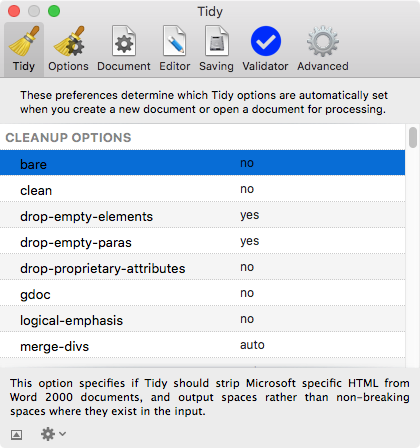 Tidy
Tidy Options Document Editor Saving Validator Advanced
These preferences determine which Tidy options are automatically set
when you create a new document or open a document for processing.
CLEANUP OPTIONS
bare no
clean no
drop-empty-elements yes
drop-empty-paras yes
drop-proprietary-attributes no
gdoc no
logical-emphasis no
merge-divs auto
This option specifies if Tidy should strip Microsoft specific HTML from
Word 2000 documents, and output spaces rather than non-breaking
spaces where they exist in the input.